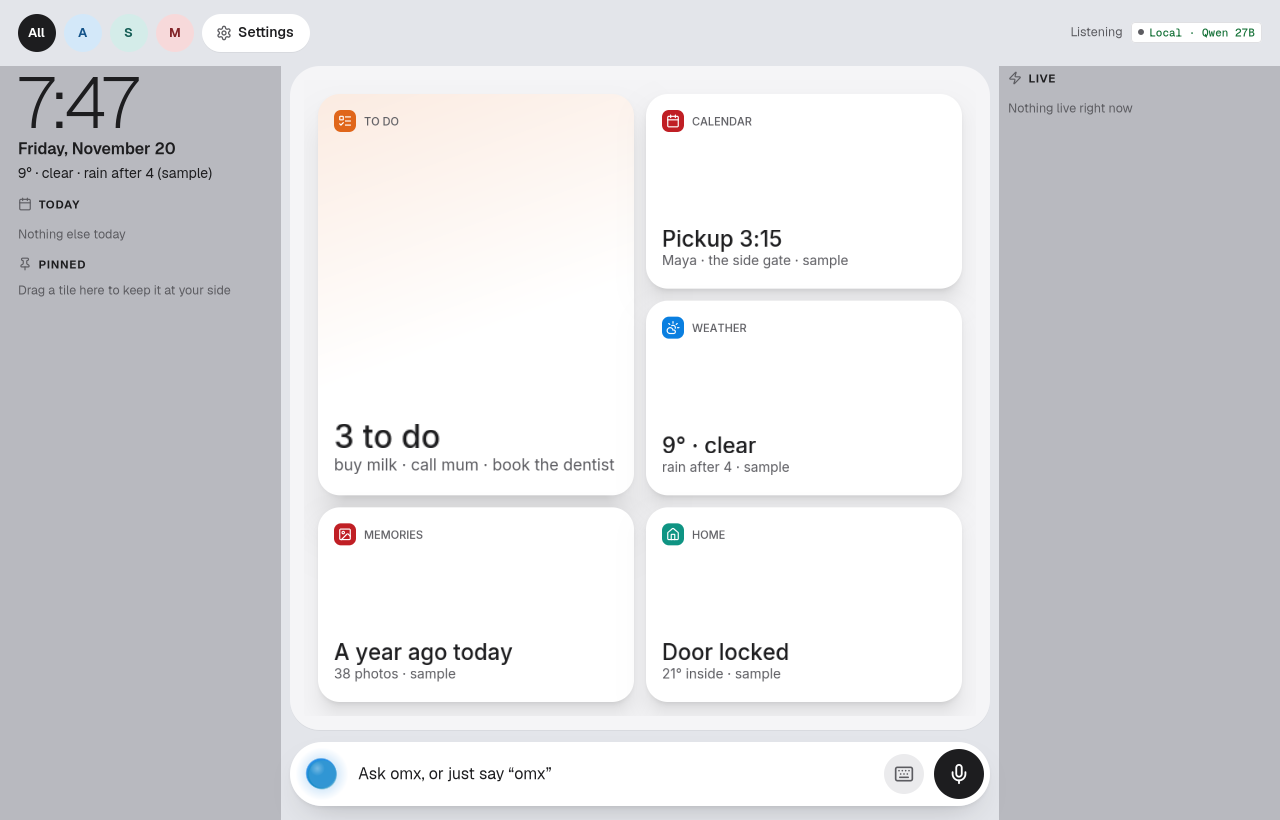 All A S M Settings
Listening
Local · Qwen 27B
7:47
Friday, November 20
9° · clear · rain after 4 (sample)
TODAY
Nothing else today
PINNED
Drag a tile here to keep it at your side
TO DO
3 to do
buy milk · call mum · book the dentist
CALENDAR
Pickup 3:15
Maya · the side gate · sample
WEATHER
9° · clear
rain after 4 · sample
MEMORIES
A year ago today
38 photos · sample
HOME
Door locked
21° inside · sample
LIVE
Nothing live right now
Ask omx, or just say “omx”